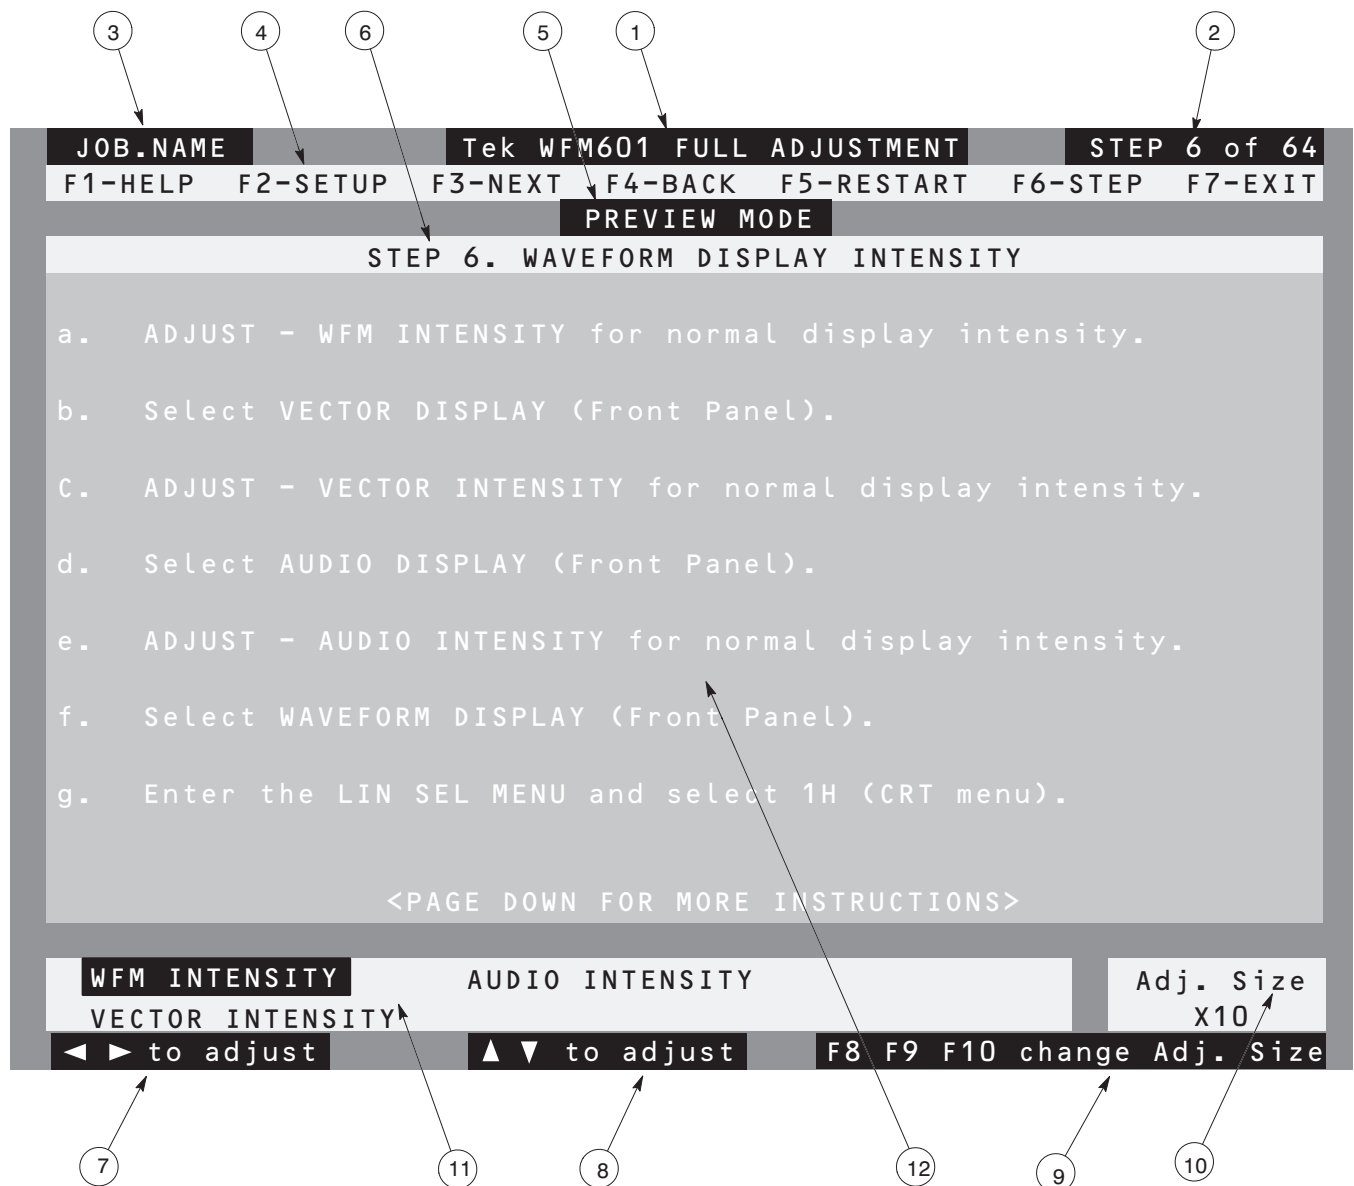 3 4 6 5 1 2
JOB.NAME Tek WFM601 FULL ADJUSTMENT STEP 6 of 64
F1-HELP F2-SETUP F3-NEXT F4-BACK F5-RESTART F6-STEP F7-EXIT
PREVIEW MODE
STEP 6. WAVEFORM DISPLAY INTENSITY
a. ADJUST - WFM INTENSITY for normal display intensity.
b. Select VECTOR DISPLAY (Front Panel).
C. ADJUST - VECTOR INTENSITY for normal display intensity.
d. Select AUDIO DISPLAY (Front Panel).
e. ADJUST - AUDIO INTENSITY for normal display intensity.
f. Select WAVEFORM DISPLAY (Front Panel).
g. Enter the LIN SEL MENU and select 1H (CRT menu).
<PAGE DOWN FOR MORE INSTRUCTIONS>
WFM INTENSITY AUDIO INTENSITY Adj. Size
VECTOR INTENSITY X10
◄ ► to adjust ▲ ▼ to adjust F8 F9 F10 change Adj. Size
7 11 8 12 9 10